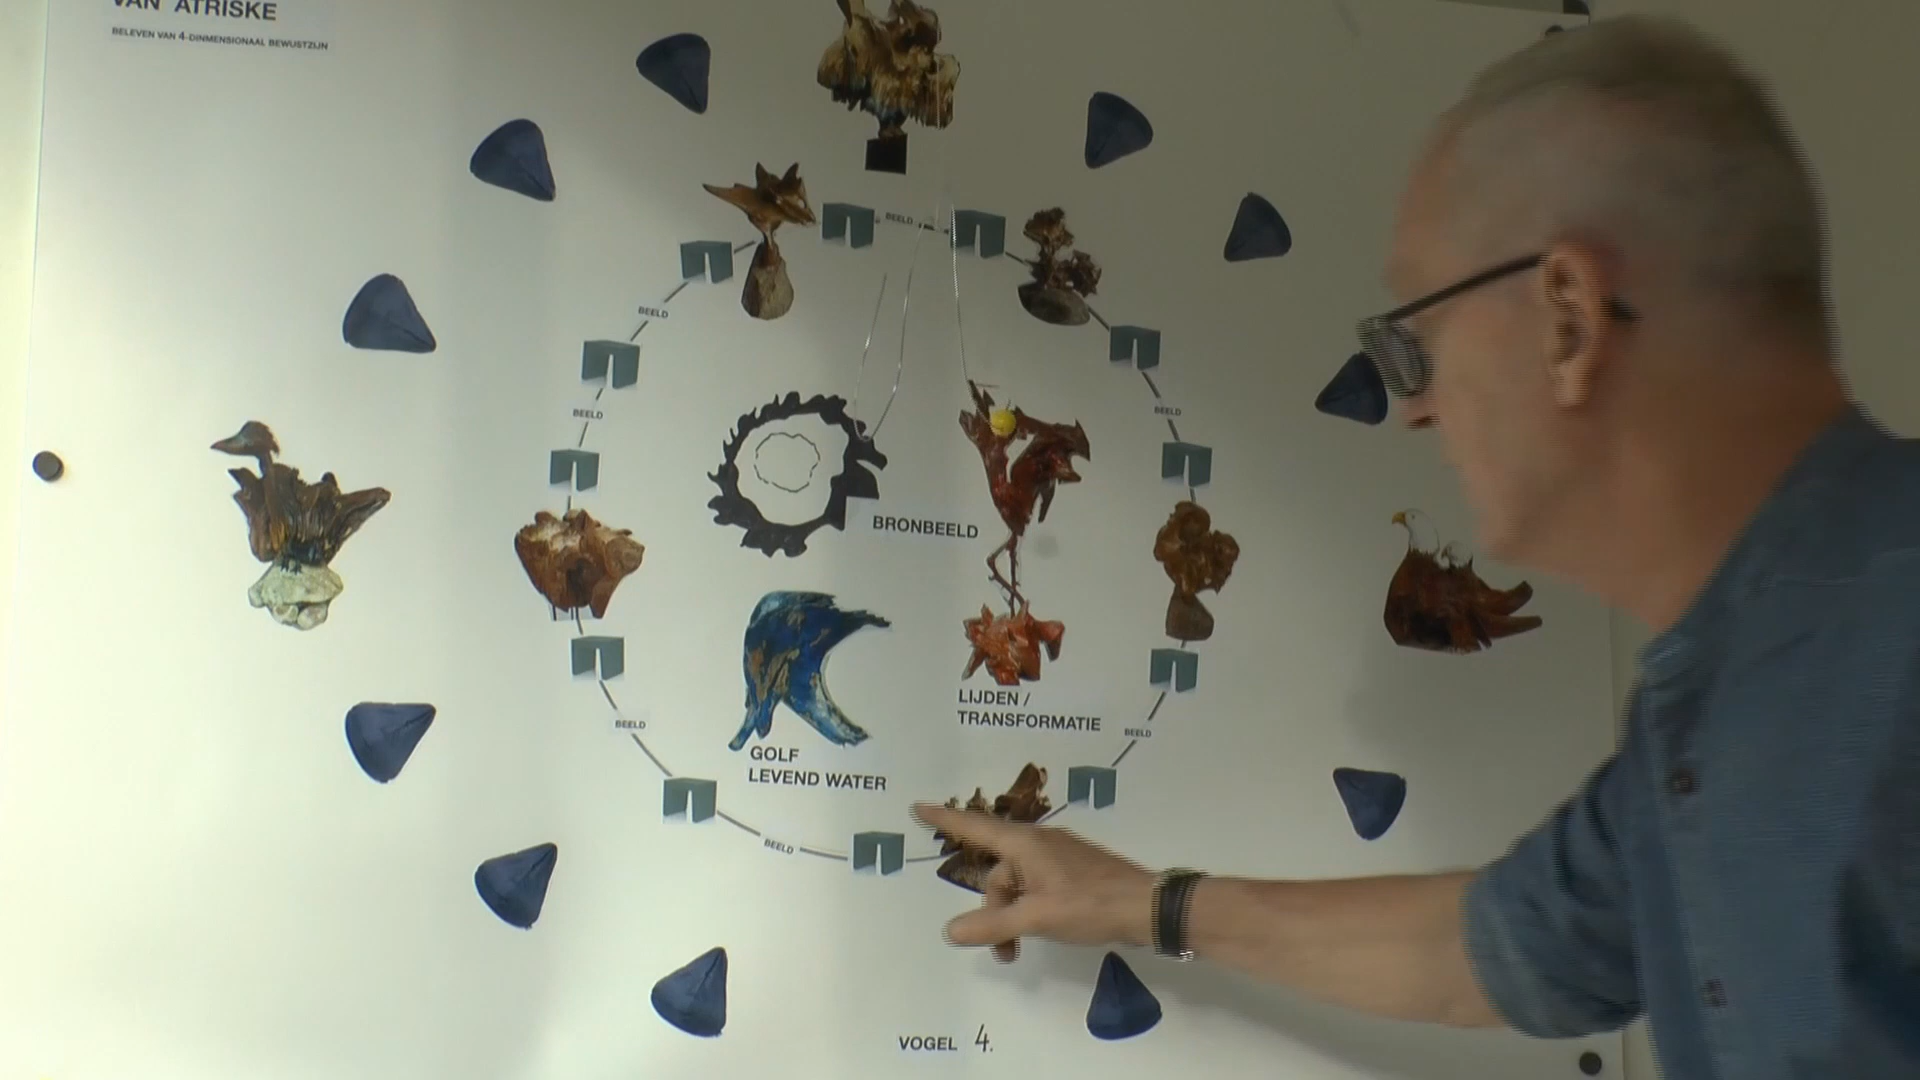 VAN ATRISKE
BELEVEN VAN 4-DINMENSIONAAL BEWUSTZIJN
BEELD
BEELD
BEELD
BEELD
BRONBEELD
LIJDEN /
TRANSFORMATIE
BEELD
BEELD
GOLF
LEVEND WATER
BEELD
VOGEL 4.